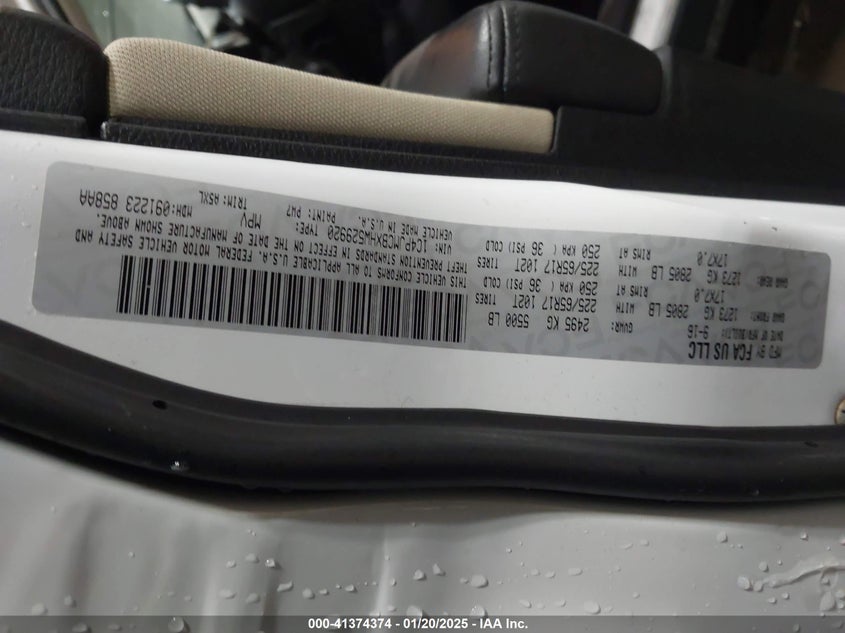 MFD BY FCA US LLC
DATE OF MFR/BUILT: 9-16 GVWR: 2495 KG 5500 LB
GAWR FRONT: 1273 KG 2805 LB WITH 225/65R17 102T TIRES
17X7.0 RIMS AT 250 KPA ( 36 PSI) COLD
GAWR REAR: 1273 KG 2805 LB WITH 225/65R17 102T TIRES
17X7.0 RIMS AT 250 KPA ( 36 PSI) COLD
THIS VEHICLE CONFORMS TO ALL APPLICABLE U.S.A. FEDERAL MOTOR VEHICLE SAFETY AND
THEFT PREVENTION STANDARDS IN EFFECT ON THE DATE OF MANUFACTURE SHOWN ABOVE.
VIN: 1C4PJMCBXHW529920 TYPE: MPV MDH:091223 858AA
VEHICLE MADE IN U.S.A. PAINT: PW7 TRIM: ASXL
000-41374374 - 01/20/2025 - IAA Inc.